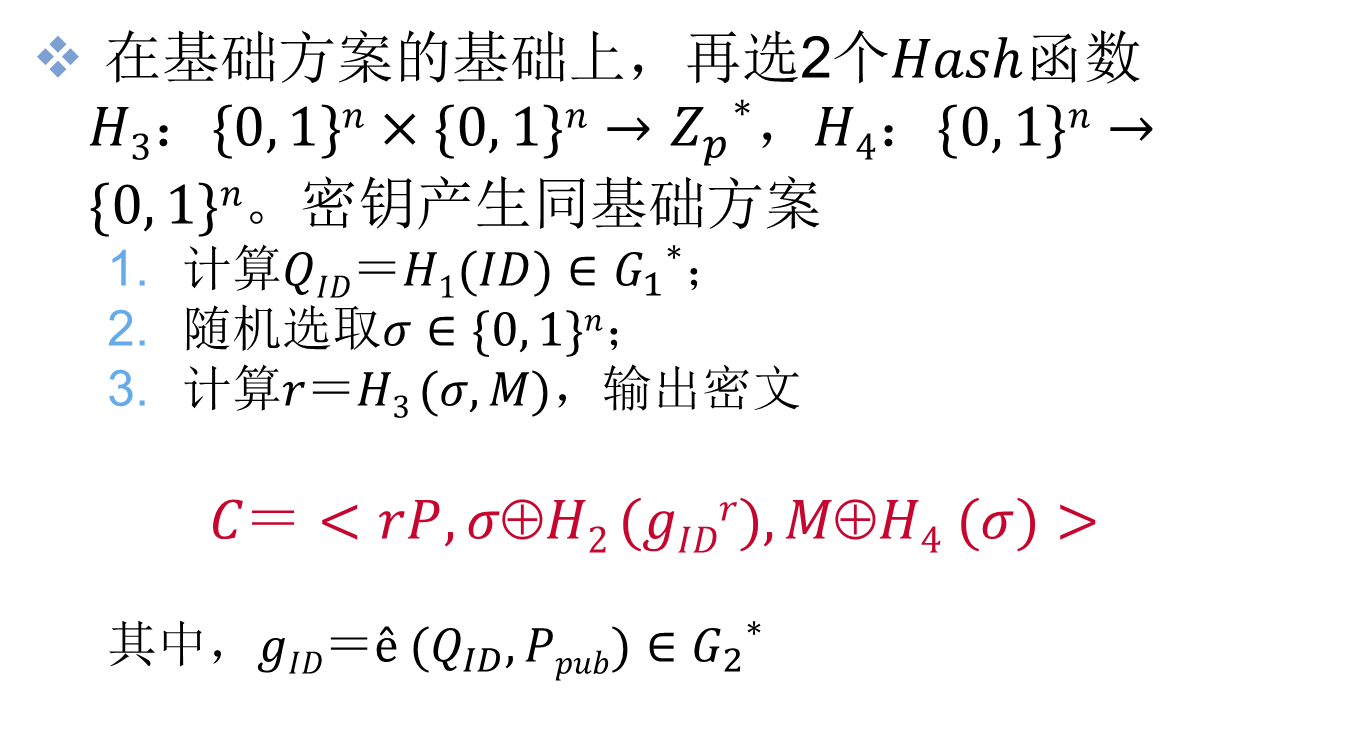 ❖ 在基础方案的基础上，再选2个Hash函数
H₃：{0,1}ⁿ × {0,1}ⁿ → Zₚ*，H₄：{0,1}ⁿ →
{0,1}ⁿ。密钥产生同基础方案
1. 计算Q_ID＝H₁(ID) ∈ G₁*；
2. 随机选取σ ∈ {0,1}ⁿ；
3. 计算r＝H₃(σ,M)，输出密文
C＝< rP,σ⊕H₂(g_IDʳ),M⊕H₄(σ) >
其中，g_ID＝ê(Q_ID,P_pub) ∈ G₂*